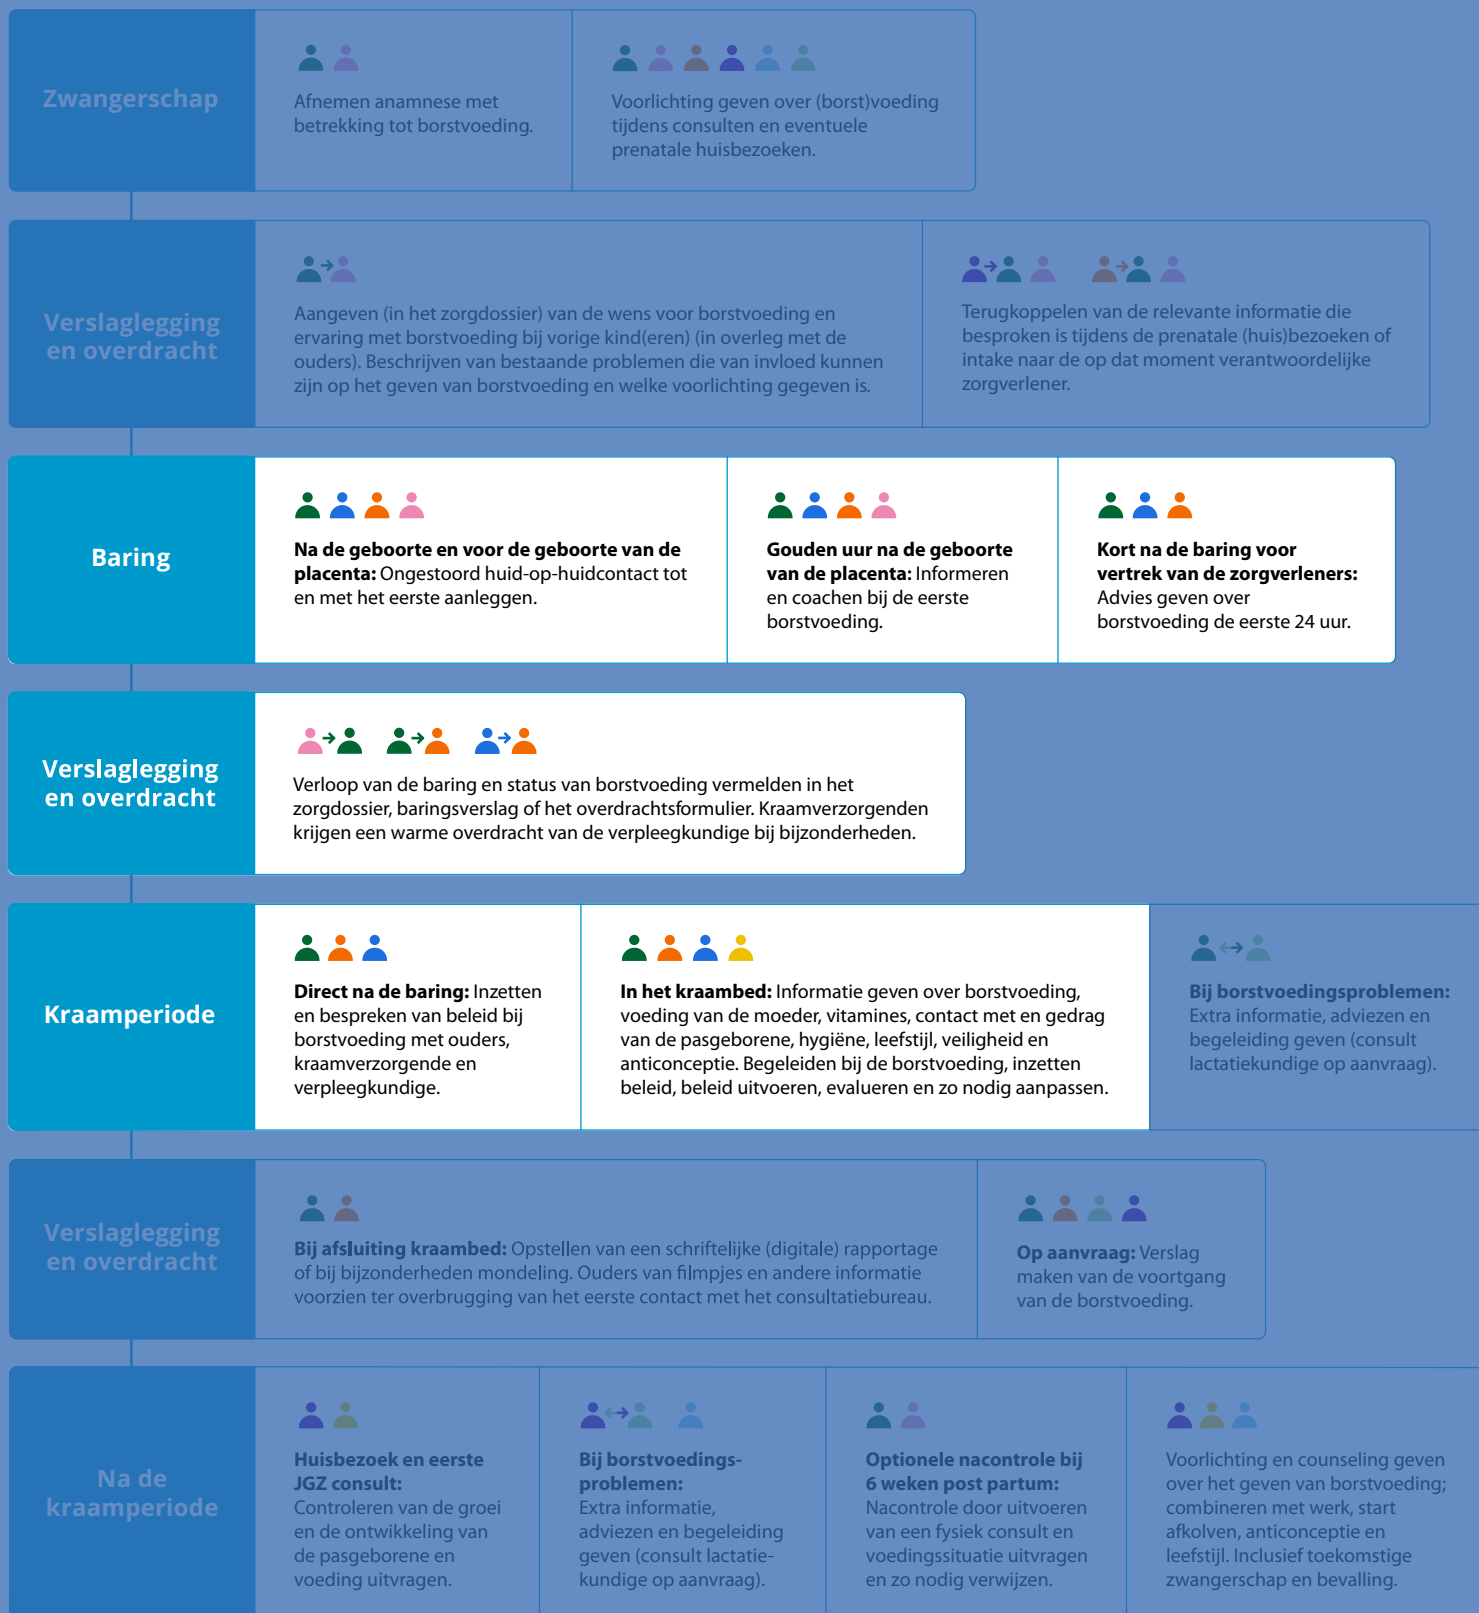 Zwangerschap
Afnemen anamnese met
betrekking tot borstvoeding.
Voorlichting geven over (borst)voeding
tijdens consulten en eventuele
prenatale huisbezoeken.
Verslaglegging
en overdracht
Aangeven (in het zorgdossier) van de wens voor borstvoeding en
ervaring met borstvoeding bij vorige kind(eren) (in overleg met de
ouders). Beschrijven van bestaande problemen die van invloed kunnen
zijn op het geven van borstvoeding en welke voorlichting gegeven is.
Terugkoppelen van de relevante informatie die
besproken is tijdens de prenatale (huis)bezoeken of
intake naar de op dat moment verantwoordelijke
zorgverlener.
Baring
Na de geboorte en voor de geboorte van de
placenta: Ongestoord huid-op-huidcontact tot
en met het eerste aanleggen.
Gouden uur na de geboorte
van de placenta: Informeren
en coachen bij de eerste
borstvoeding.
Kort na de baring voor
vertrek van de zorgverleners:
Advies geven over
borstvoeding de eerste 24 uur.
Verslaglegging
en overdracht
Verloop van de baring en status van borstvoeding vermelden in het
zorgdossier, baringsverslag of het overdrachtsformulier. Kraamverzorgenden
krijgen een warme overdracht van de verpleegkundige bij bijzonderheden.
Kraamperiode
Direct na de baring: Inzetten
en bespreken van beleid bij
borstvoeding met ouders,
kraamverzorgende en
verpleegkundige.
In het kraambed: Informatie geven over borstvoeding,
voeding van de moeder, vitamines, contact met en gedrag
van de pasgeborene, hygiëne, leefstijl, veiligheid en
anticonceptie. Begeleiden bij de borstvoeding, inzetten
beleid, beleid uitvoeren, evalueren en zo nodig aanpassen.
Bij borstvoedingsproblemen:
Extra informatie, adviezen en
begeleiding geven (consult
lactatiekundige op aanvraag).
Verslaglegging
en overdracht
Bij afsluiting kraambed: Opstellen van een schriftelijke (digitale) rapportage
of bij bijzonderheden mondeling. Ouders van filmpjes en andere informatie
voorzien ter overbrugging van het eerste contact met het consultatiebureau.
Op aanvraag: Verslag
maken van de voortgang
van de borstvoeding.
Na de
kraamperiode
Huisbezoek en eerste
JGZ consult:
Controleren van de groei
en de ontwikkeling van
de pasgeborene en
voeding uitvragen.
Bij borstvoedings-
problemen:
Extra informatie,
adviezen en begeleiding
geven (consult lactatie-
kundige op aanvraag).
Optionele nacontrole bij
6 weken post partum:
Nacontrole door uitvoeren
van een fysiek consult en
voedingssituatie uitvragen
en zo nodig verwijzen.
Voorlichting en counseling geven
over het geven van borstvoeding;
combineren met werk, start
afkolven, anticonceptie en
leefstijl. Inclusief toekomstige
zwangerschap en bevalling.